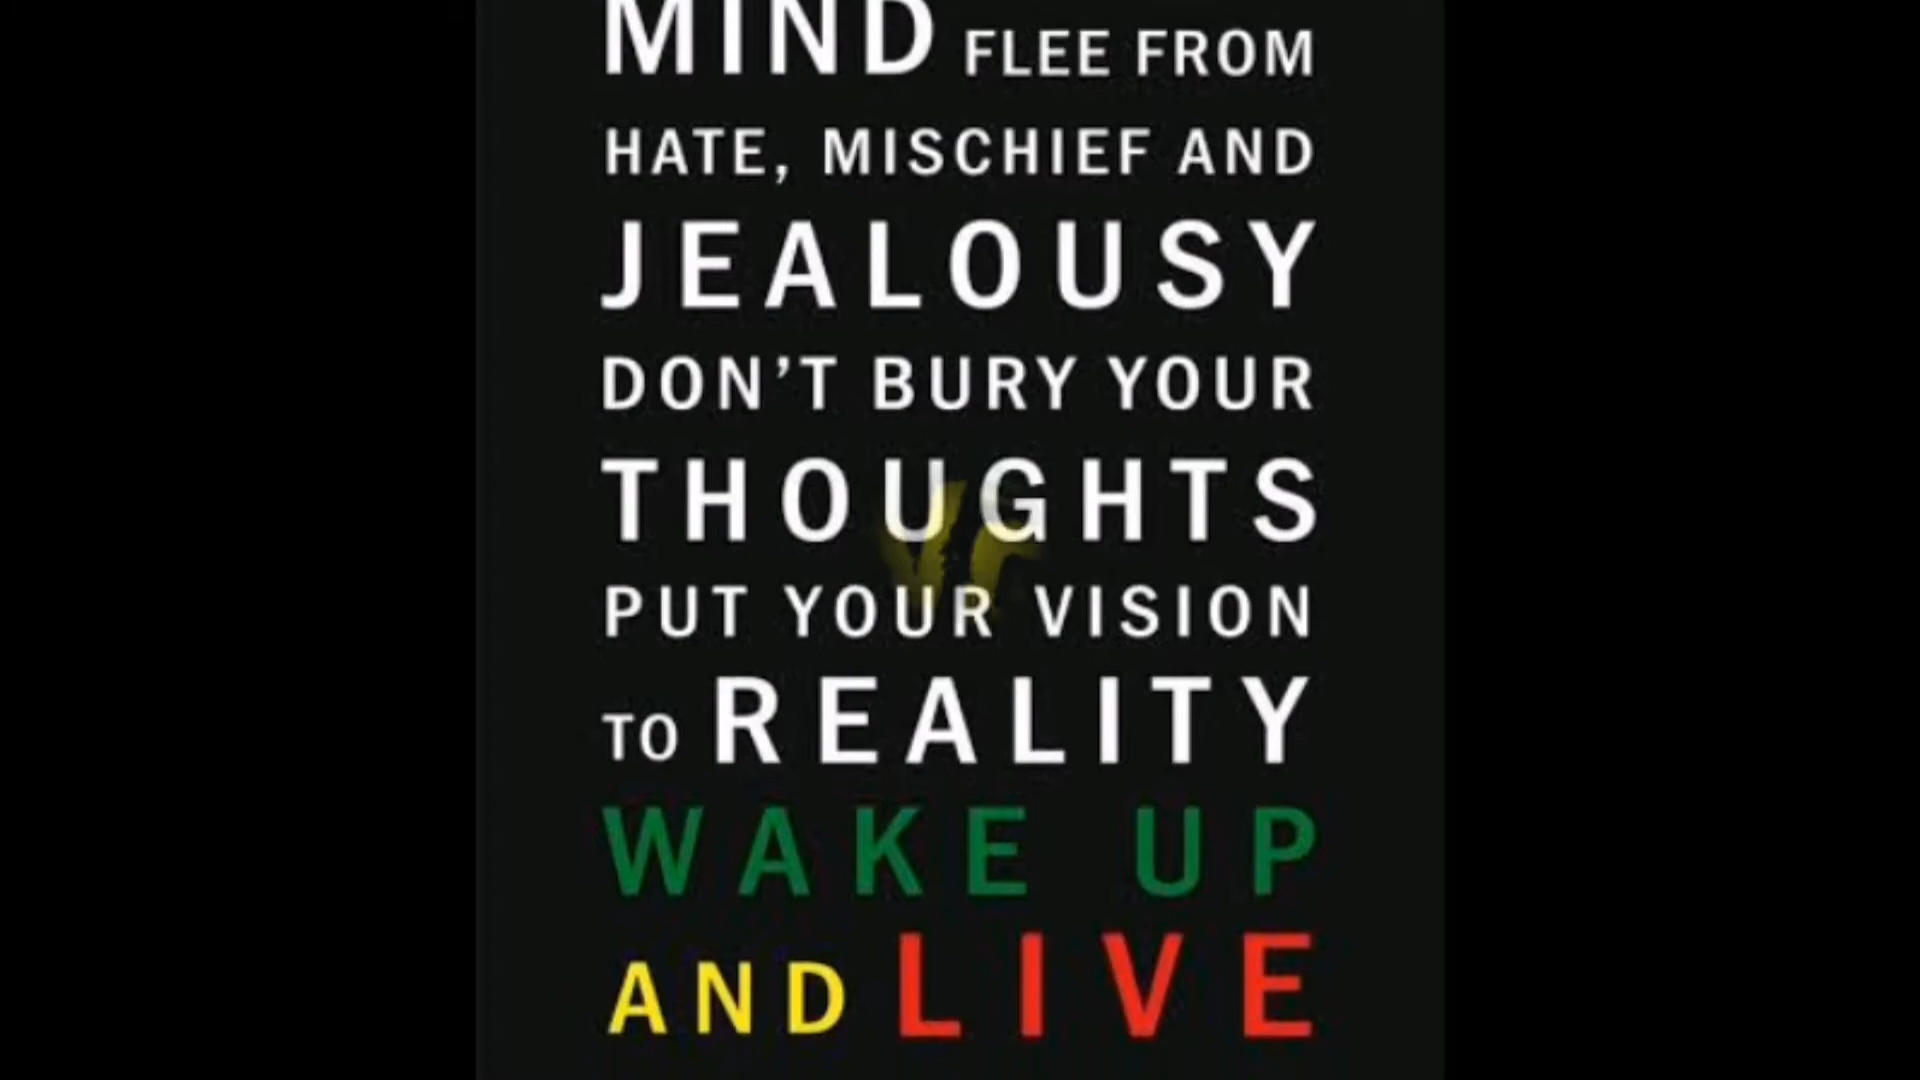 MIND FLEE FROM
HATE, MISCHIEF AND
JEALOUSY
DON'T BURY YOUR
THOUGHTS
PUT YOUR VISION
TO REALITY
WAKE UP
AND LIVE